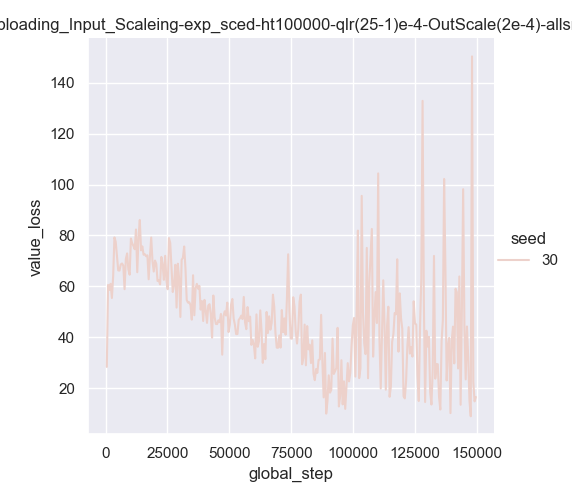 ploading_Input_Scaleing-exp_sced-ht100000-qlr(25-1)e-4-OutScale(2e-4)-alls
140
120
100
80
60
40
20
value_loss
0 25000 50000 75000 100000 125000 150000
global_step
seed
30